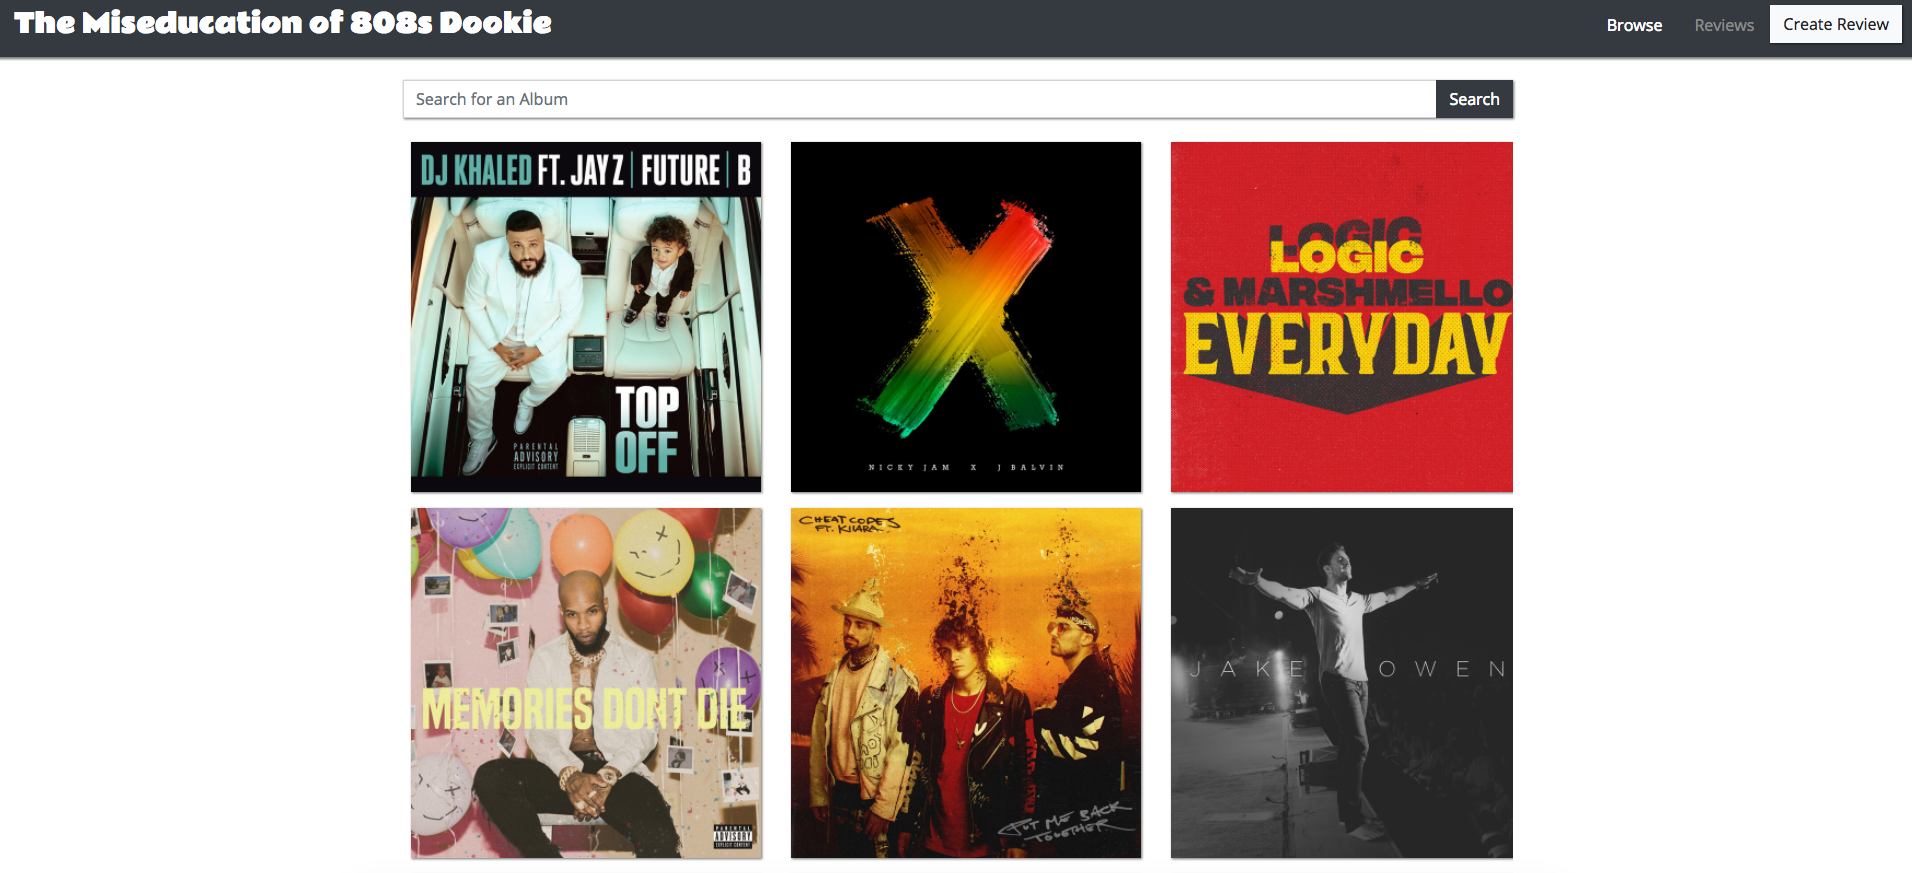 The Miseducation of 808s Dookie
Browse
Reviews
Create Review
Search for an Album
Search
DJ KHALED FT. JAY Z | FUTURE | B
TOP
OFF
PARENTAL
ADVISORY
EXPLICIT CONTENT
NICKY JAM X J BALVIN
LOGIC
LOGIC
& MARSHMELLO
EVERYDAY
MEMORIES DONT DIE
PARENTAL
ADVISORY
EXPLICIT CONTENT
CHEAT CODES
FT. KIIARA
PUT ME BACK
TOGETHER
JAKE OWEN